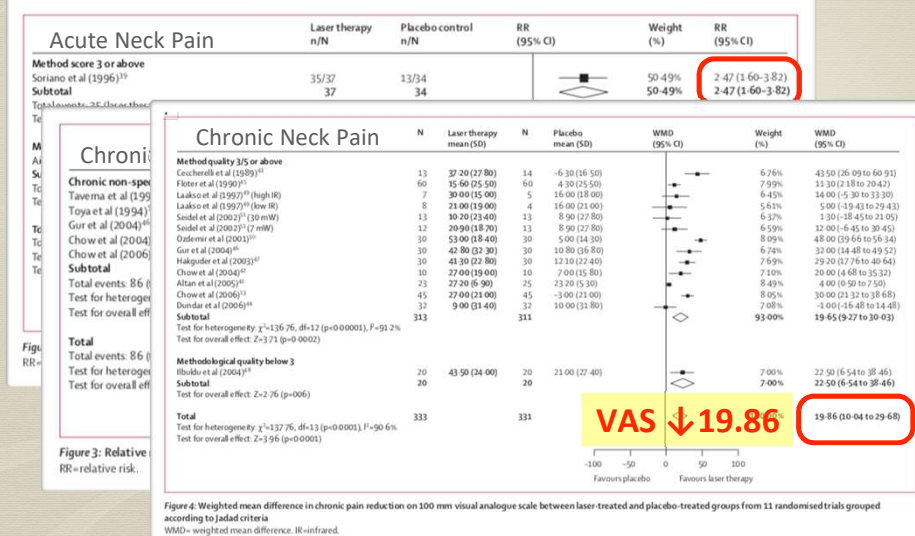 Acute Neck Pain
Laser therapy n/N
Placebo control n/N
RR (95% CI)
Weight (%)
RR (95% CI)
Method score 3 or above
Soriano et al (1996)³⁹ 35/37 13/34 50·49% 2·47 (1·60–3·82)
Subtotal 37 34 50·49% 2·47 (1·60–3·82)
Chronic non-spe
Taverna et al (199
Toya et al (1994)
Gur et al (2004)⁴⁶
Chow et al (2004)
Chow et al (2006)
Subtotal
Total events: 86 (
Test for heteroge
Test for overall eff
Total
Total events: 86 (
Test for heteroge
Test for overall eff
Figure 3: Relative
RR=relative risk.
Chronic Neck Pain
N
Laser therapy mean (SD)
N
Placebo mean (SD)
WMD (95% CI)
Weight (%)
WMD (95% CI)
Method quality 3/5 or above
Ceccherelli et al (1989)⁴³ 13 37·20 (27·80) 14 –6·30 (16·50) 6·76% 43·50 (26·09 to 60·91)
Floter et al (1990)⁴⁵ 60 15·60 (25·50) 60 4·30 (25·50) 7·99% 11·30 (2·18 to 20·42)
Laakso et al (1997)⁴⁹ (high IR) 7 30·00 (15·00) 5 16·00 (18·00) 6·45% 14·00 (–5·30 to 33·30)
Laakso et al (1997)⁴⁹ (low IR) 8 21·00 (19·00) 4 16·00 (21·00) 5·61% 5·00 (–19·43 to 29·43)
Seidel et al (2002)⁵¹ (30 mW) 13 10·20 (23·40) 13 8·90 (27·80) 6·37% 1·30 (–18·45 to 21·05)
Seidel et al (2002)⁵¹ (7 mW) 12 20·90 (18·70) 13 8·90 (27·80) 6·59% 12·00 (–6·45 to 30·45)
Özdemir et al (2001)⁵⁰ 30 53·00 (18·40) 30 5·00 (14·30) 8·09% 48·00 (39·66 to 56·34)
Gur et al (2004)⁴⁶ 30 42·80 (32·30) 30 10·80 (36·80) 6·74% 32·00 (14·48 to 49·52)
Hakguder et al (2003)⁴⁷ 30 41·30 (22·80) 30 12·10 (22·40) 7·69% 29·20 (17·76 to 40·64)
Chow et al (2004)⁴² 10 27·00 (19·00) 10 7·00 (15·80) 7·10% 20·00 (4·68 to 35·32)
Altan et al (2005)⁴¹ 23 27·20 (6·90) 25 23·20 (5·30) 8·49% 4·00 (0·50 to 7·50)
Chow et al (2006)¹³ 45 27·00 (21·00) 45 –3·00 (21·00) 8·05% 30·00 (21·32 to 38·68)
Dundar et al (2006)⁴⁴ 32 9·00 (31·40) 32 10·00 (31·80) 7·08% –1·00 (–16·48 to 14·48)
Subtotal 313 311 93·00% 19·65 (9·27 to 30·03)
Test for heterogeneity: χ²=136·76, df=12 (p<0·00001), I²=91·2%
Test for overall effect: Z=3·71 (p=0·0002)
Methodological quality below 3
Ilbuldu et al (2004)⁴⁸ 20 43·50 (24·00) 20 21·00 (27·40) 7·00% 22·50 (6·54 to 38·46)
Subtotal 20 20 7·00% 22·50 (6·54 to 38·46)
Test for overall effect: Z=2·76 (p=006)
Total 333 331 19·86 (10·04 to 29·68)
Test for heterogeneity: χ²=137·76, df=13 (p<0·00001), I²=90·6%
Test for overall effect: Z=3·96 (p<0·0001)
VAS ↓19.86
-100 -50 0 50 100
Favours placebo Favours laser therapy
Figure 4: Weighted mean difference in chronic pain reduction on 100 mm visual analogue scale between laser-treated and placebo-treated groups from 11 randomised trials grouped
according to Jadad criteria
WMD=weighted mean difference. IR=infrared.